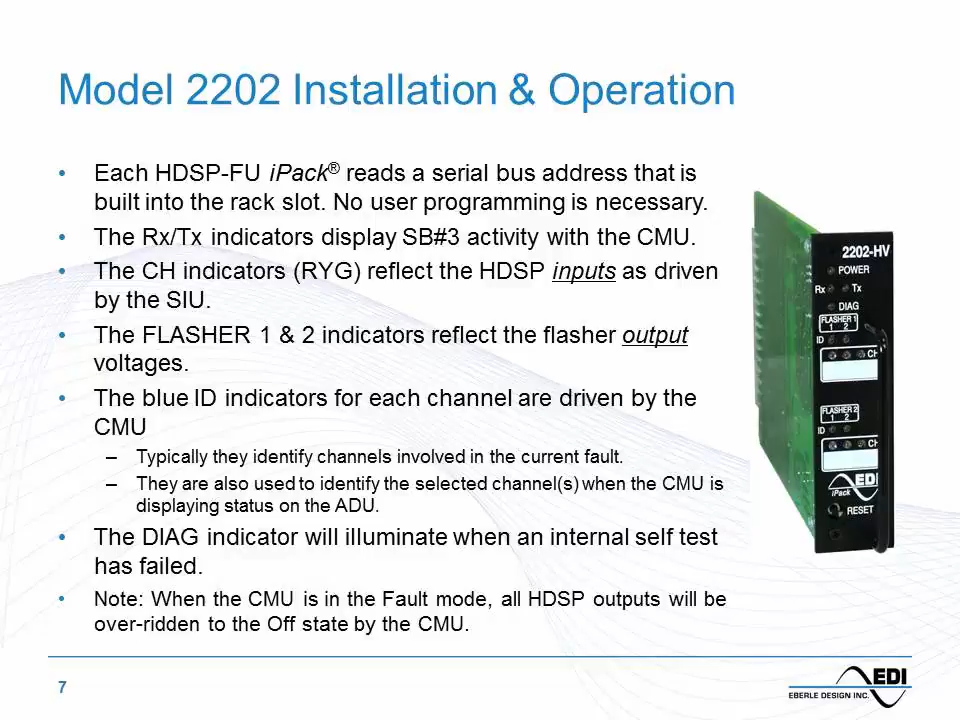 Model 2202 Installation & Operation
• Each HDSP-FU iPack® reads a serial bus address that is
built into the rack slot. No user programming is necessary.
• The Rx/Tx indicators display SB#3 activity with the CMU.
• The CH indicators (RYG) reflect the HDSP inputs as driven
by the SIU.
• The FLASHER 1 & 2 indicators reflect the flasher output
voltages.
• The blue ID indicators for each channel are driven by the
CMU
– Typically they identify channels involved in the current fault.
– They are also used to identify the selected channel(s) when the CMU is
displaying status on the ADU.
• The DIAG indicator will illuminate when an internal self test
has failed.
• Note: When the CMU is in the Fault mode, all HDSP outputs will be
over-ridden to the Off state by the CMU.
2202-HV
POWER
Rx Tx
DIAG
FLASHER 1
1 2
ID
CH
FLASHER 2
1 2
ID
CH
EDI
iPack
RESET
7
EDI
EBERLE DESIGN INC.